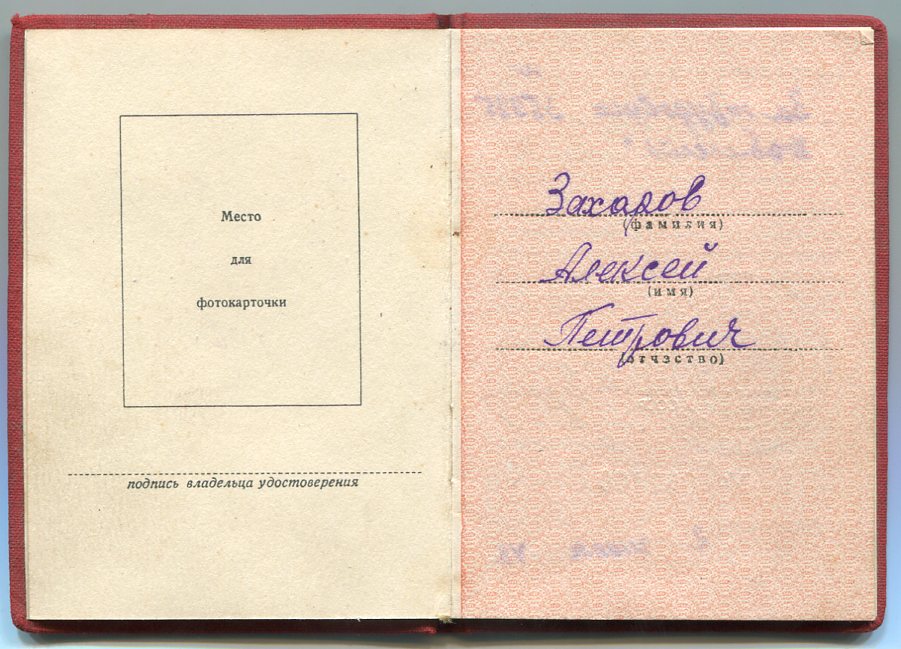 Место
для
фотокарточки
подпись владельца удостоверения
Захаров
(фамилия)
Алексей
(имя)
Петрович
(отчество)